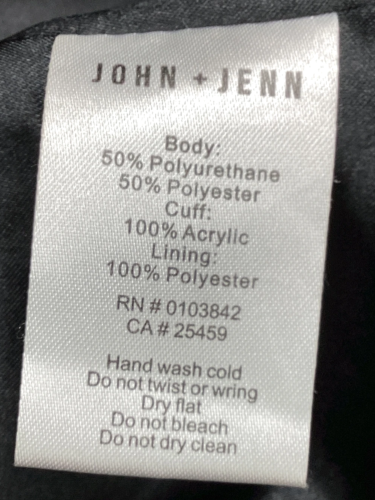 JOHN + JENN
Body:
50% Polyurethane
50% Polyester
Cuff:
100% Acrylic
Lining:
100% Polyester
RN # 0103842
CA # 25459
Hand wash cold
Do not twist or wring
Dry flat
Do not bleach
Do not dry clean